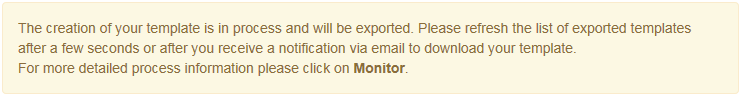 The creation of your template is in process and will be exported. Please refresh the list of exported templates
after a few seconds or after you receive a notification via email to download your template.
For more detailed process information please click on Monitor.